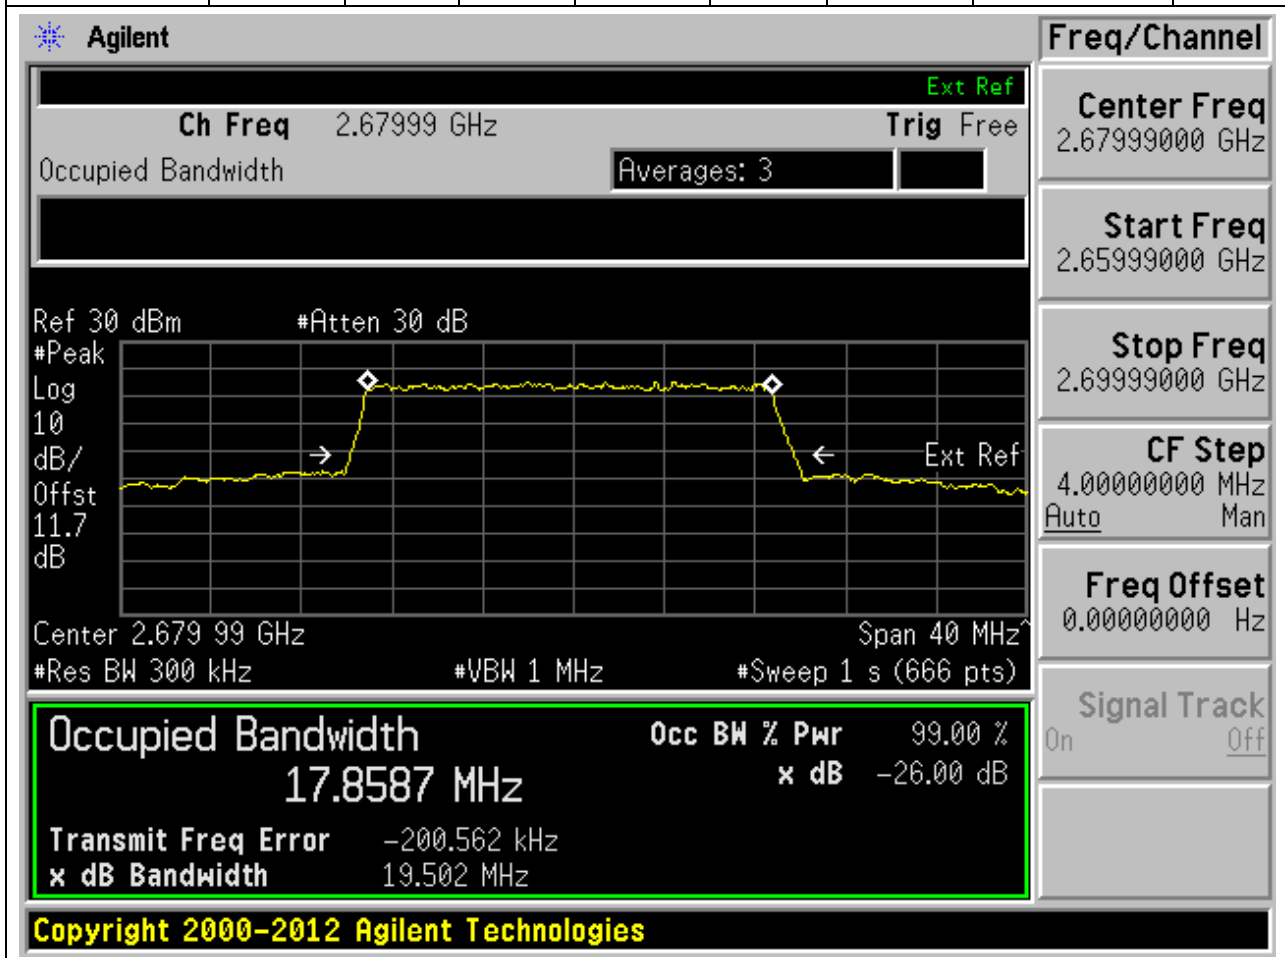 Agilent
Freq/Channel
Ext Ref
Ch Freq 2.67999 GHz Trig Free
Occupied Bandwidth Averages: 3
Center Freq
2.67999000 GHz
Start Freq
2.65999000 GHz
Stop Freq
2.69999000 GHz
CF Step
4.00000000 MHz
Auto Man
Freq Offset
0.00000000 Hz
Signal Track
On Off
Ref 30 dBm #Atten 30 dB
#Peak
Log
10
dB/
Offst
11.7
dB
Ext Ref
Center 2.679 99 GHz Span 40 MHz^
#Res BW 300 kHz #VBW 1 MHz #Sweep 1 s (666 pts)
Occupied Bandwidth
17.8587 MHz
Occ BW % Pwr 99.00 %
x dB -26.00 dB
Transmit Freq Error -200.562 kHz
x dB Bandwidth 19.502 MHz
Copyright 2000-2012 Agilent Technologies